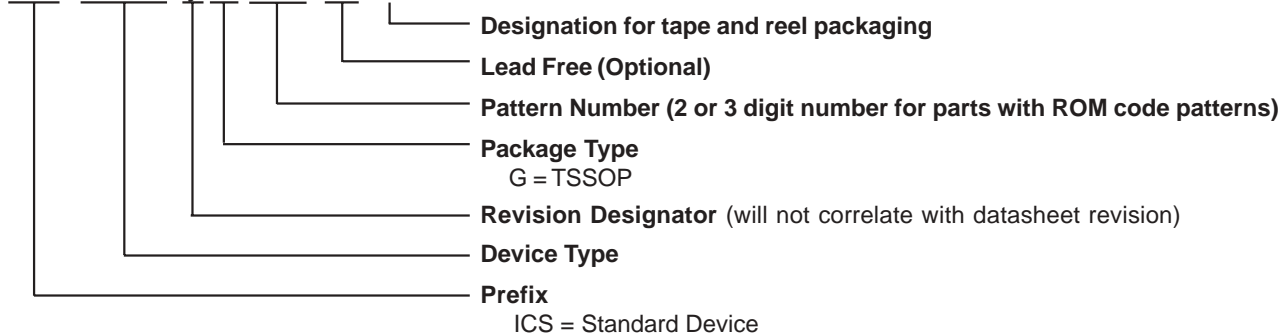 Designation for tape and reel packaging
Lead Free (Optional)
Pattern Number (2 or 3 digit number for parts with ROM code patterns)
Package Type
G = TSSOP
Revision Designator (will not correlate with datasheet revision)
Device Type
Prefix
ICS = Standard Device